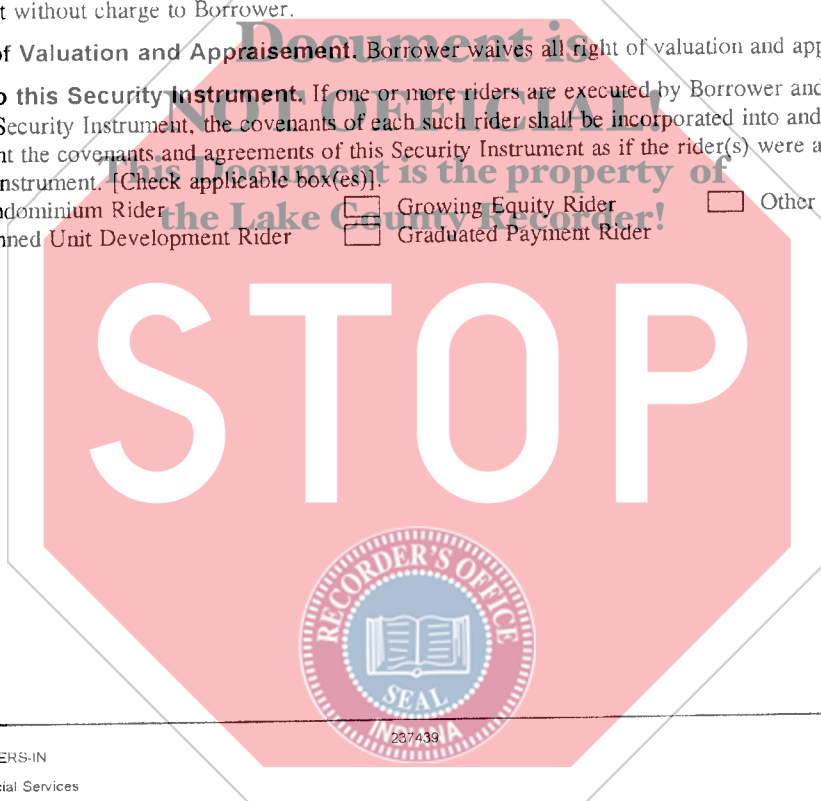 t without charge to Borrower.
Document is
of Valuation and Appraisement. Borrower waives all right of valuation and app
o this Security Instrument. If one or more riders are executed by Borrower and
NOT OFFICIAL!
Security Instrument, the covenants of each such rider shall be incorporated into and
nt the covenants and agreements of this Security Instrument as if the rider(s) were a
This Document is the property of
nstrument. [Check applicable box(es)].
ndominium Rider Growing Equity Rider Other
the Lake County Recorder!
nned Unit Development Rider Graduated Payment Rider
STOP
RECORDER'S OFFICE
SEAL
INDIANA
237439
ERS-IN
cial Services